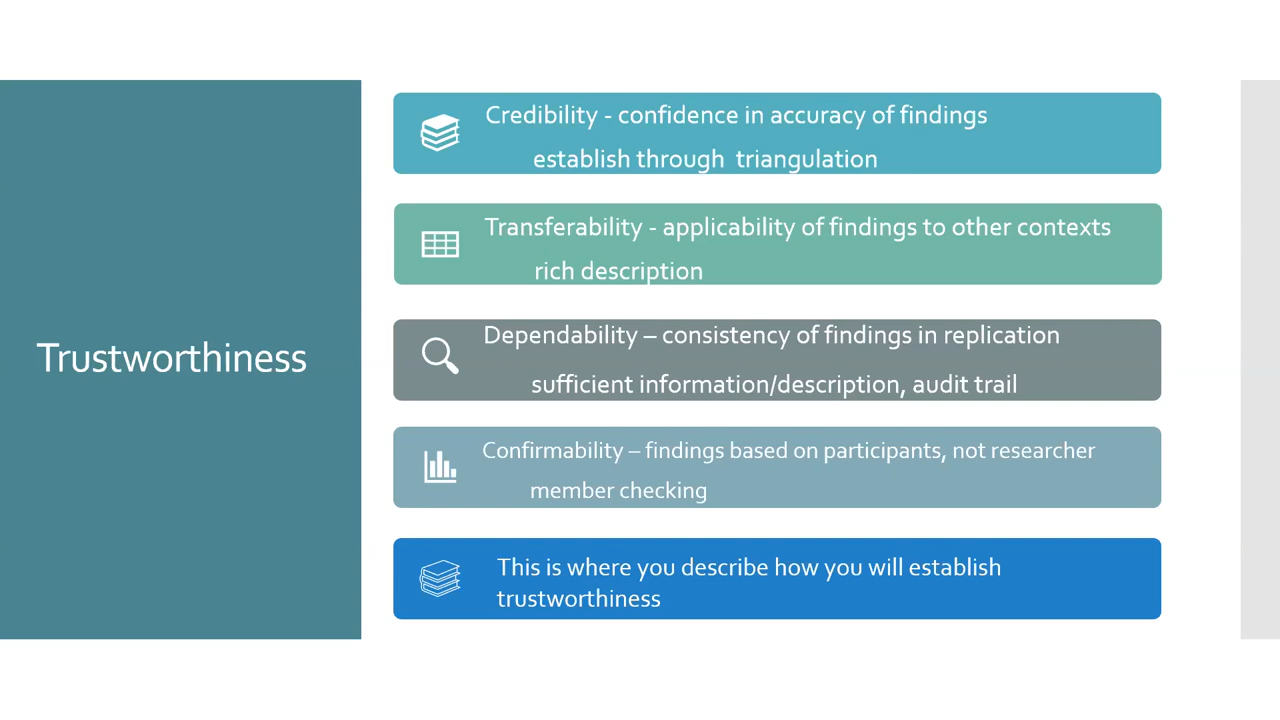 Trustworthiness
Credibility - confidence in accuracy of findings
establish through  triangulation
Transferability - applicability of findings to other contexts
rich description
Dependability – consistency of findings in replication
sufficient information/description, audit trail
Confirmability – findings based on participants, not researcher
member checking
This is where you describe how you will establish
trustworthiness